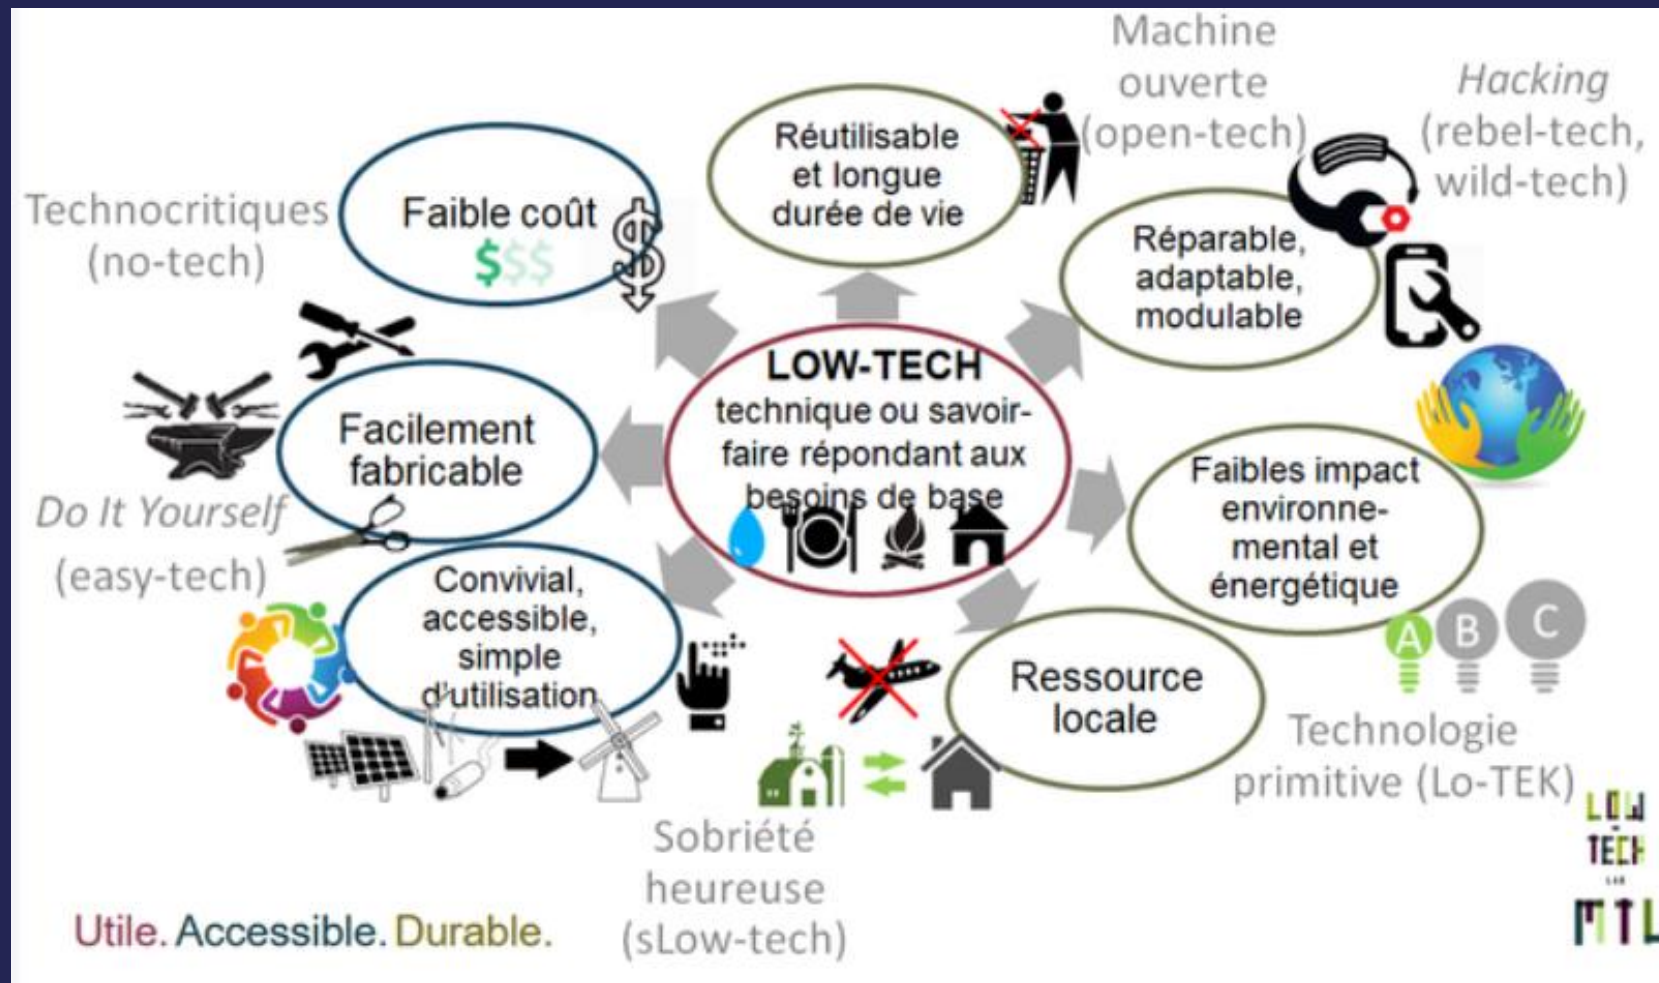 Machine
ouverte
(open-tech)
Hacking
(rebel-tech,
wild-tech)
Technocritiques
(no-tech)
Faible coût
$$$
Réutilisable
et longue
durée de vie
Réparable,
adaptable,
modulable
LOW-TECH
technique ou savoir-
faire répondant aux
besoins de base
Facilement
fabricable
Do It Yourself
(easy-tech)
Faibles impact
environne-
mental et
énergétique
Convivial,
accessible,
simple
d'utilisation
Ressource
locale
A B C
Technologie
primitive (Lo-TEK)
Sobriété
heureuse
(sLow-tech)
Utile. Accessible. Durable.
LOW
-
TECH
LAB
MTL